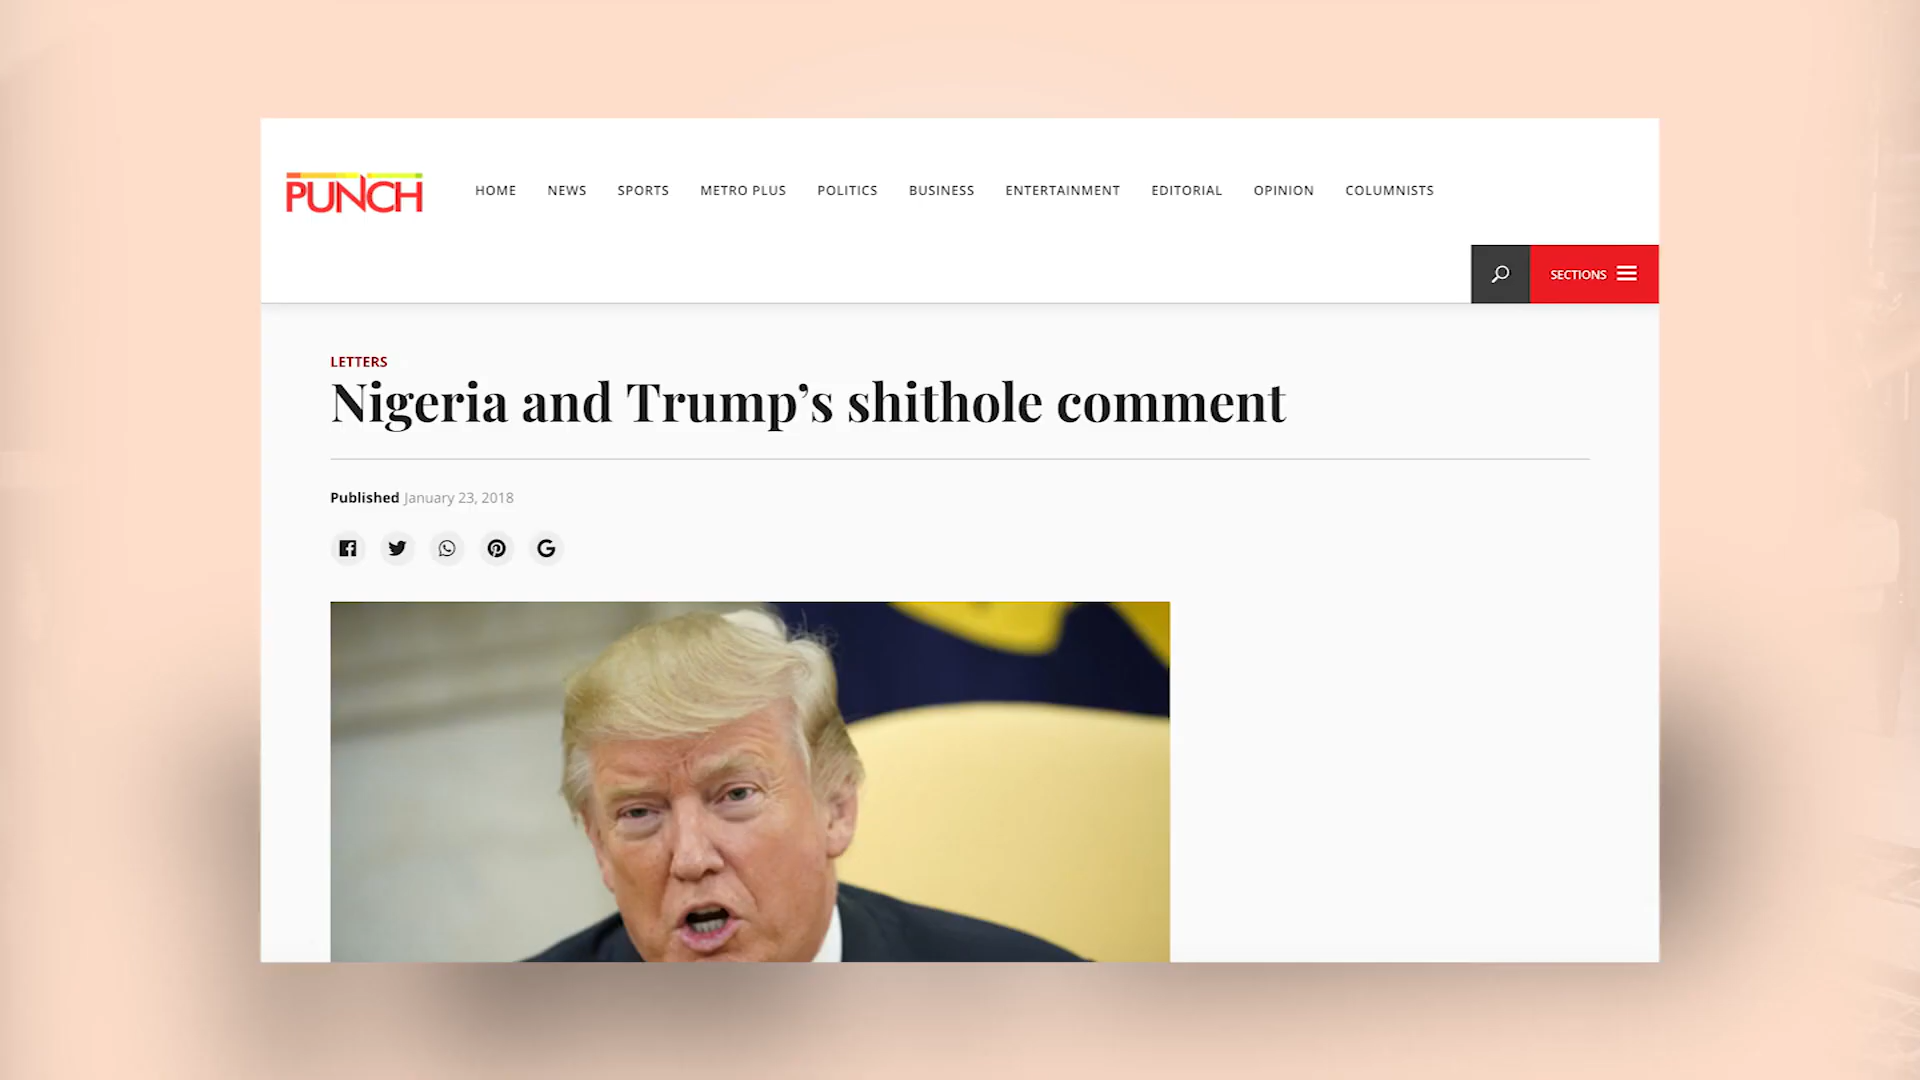 PUNCH
HOME NEWS SPORTS METRO PLUS POLITICS BUSINESS ENTERTAINMENT EDITORIAL OPINION COLUMNISTS
SECTIONS
LETTERS
Nigeria and Trump’s shithole comment
Published January 23, 2018